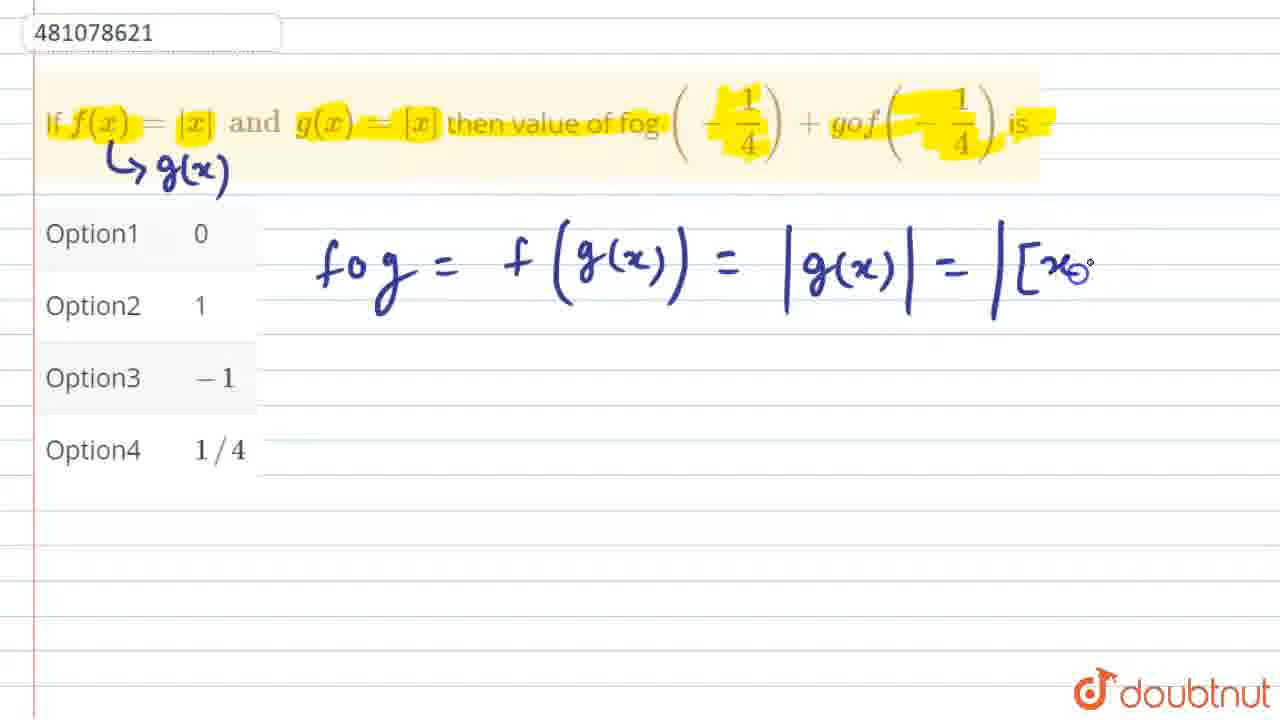 481078621
If f(x) = |x| and g(x) = [x] then value of fog (−1/4) + gof (−1/4) is
↳ g(x)
Option1 0
fog = f(g(x)) = |g(x)| = |[x
Option2 1
Option3 −1
Option4 1/4
doubtnut